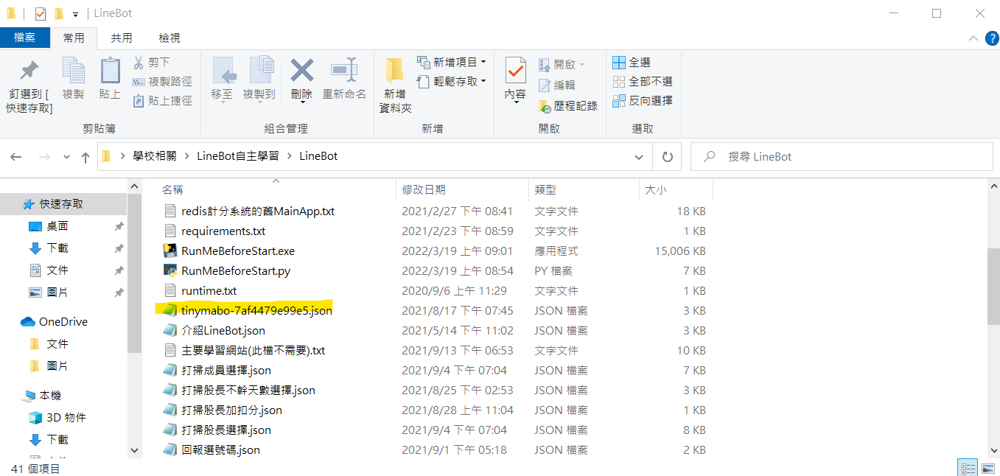 LineBot
檔案 常用 共用 檢視
釘選到 [
快速存取]
複製
貼上
剪下
複製路徑
貼上捷徑
剪貼簿
移至
複製到
刪除
重新命名
組合管理
新增
資料夾
新增項目
輕鬆存取
新增
內容
開啟
編輯
歷程記錄
開啟
全選
全部不選
反向選擇
選取
學校相關 LineBot自主學習 LineBot
搜尋 LineBot
快速存取
桌面
下載
文件
圖片
OneDrive
文件
圖片
本機
3D 物件
下載
名稱 修改日期 類型 大小
redis計分系統的舊MainApp.txt 2021/2/27 下午 08:41 文字文件 18 KB
requirements.txt 2021/2/23 下午 08:59 文字文件 1 KB
RunMeBeforeStart.exe 2022/3/19 上午 09:01 應用程式 15,006 KB
RunMeBeforeStart.py 2022/3/19 上午 08:54 PY 檔案 7 KB
runtime.txt 2020/9/6 上午 11:29 文字文件 1 KB
tinymabo-7af4479e99e5.json 2021/8/17 下午 07:45 JSON 檔案 3 KB
介紹LineBot.json 2021/5/14 下午 11:02 JSON 檔案 3 KB
主要學習網站(此檔不需要).txt 2021/9/13 下午 06:53 文字文件 10 KB
打掃成員選擇.json 2021/9/4 下午 07:04 JSON 檔案 7 KB
打掃股長不幹天數選擇.json 2021/8/25 下午 02:53 JSON 檔案 3 KB
打掃股長加扣分.json 2021/8/28 上午 11:04 JSON 檔案 1 KB
打掃股長選擇.json 2021/9/4 下午 07:04 JSON 檔案 8 KB
回報選號碼.json 2021/9/1 下午 05:18 JSON 檔案 2 KB
41 個項目